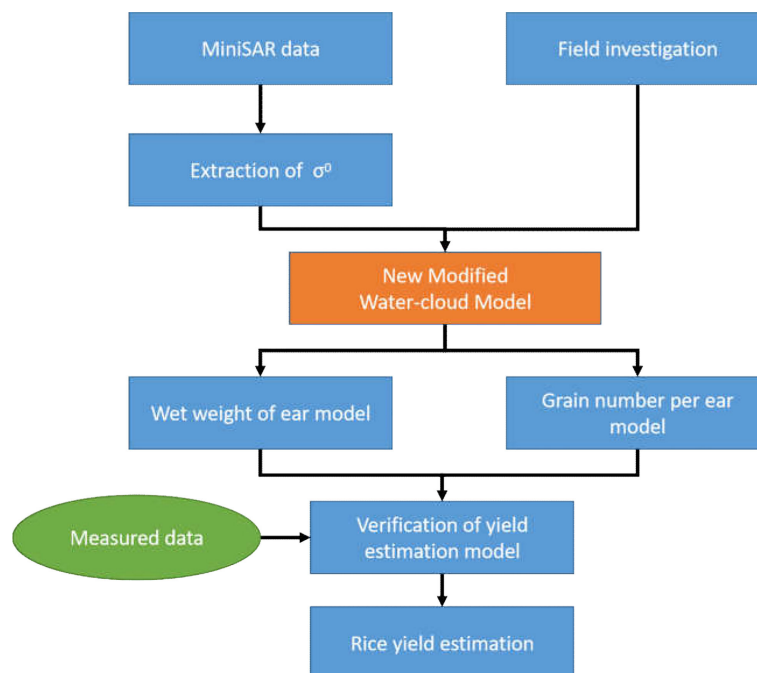 MiniSAR data
Field investigation
Extraction of σ⁰
New Modified
Water-cloud Model
Wet weight of ear model
Grain number per ear
model
Measured data
Verification of yield
estimation model
Rice yield estimation